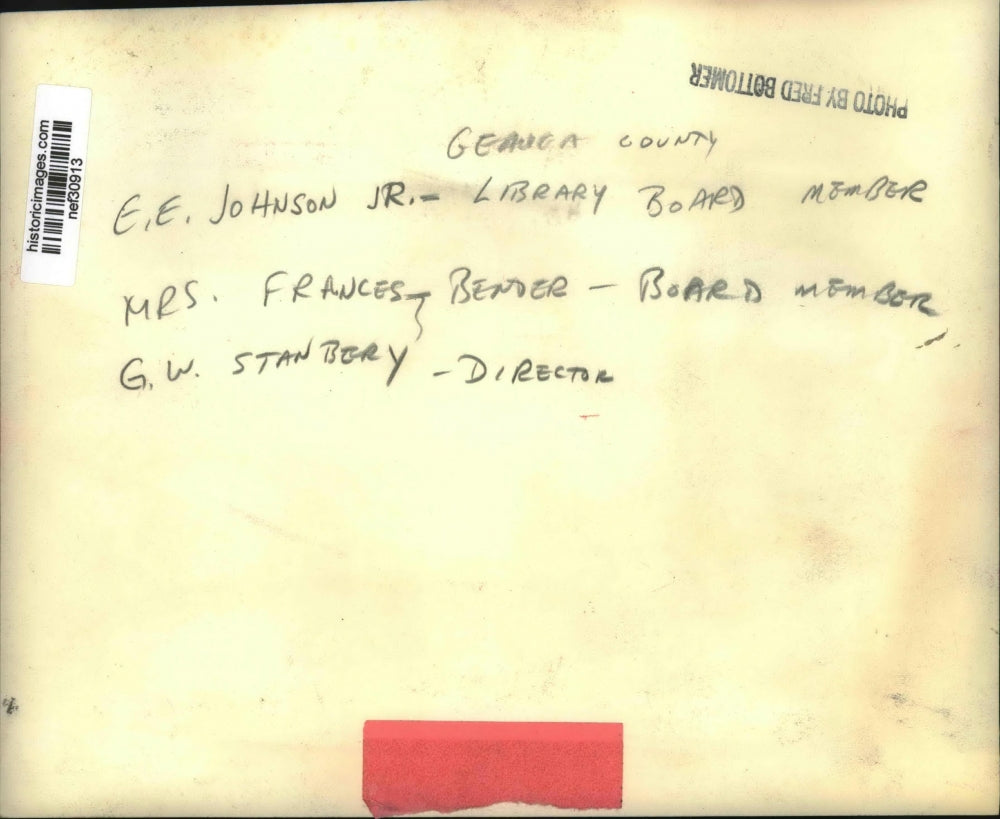 PHOTO BY FRED BOTTOMER
historicimages.com
nef30913
GEAUGA COUNTY
E.E. JOHNSON JR. – LIBRARY BOARD MEMBER
MRS. FRANCES BENDER – BOARD MEMBER,
G.W. STANBERY – DIRECTOR